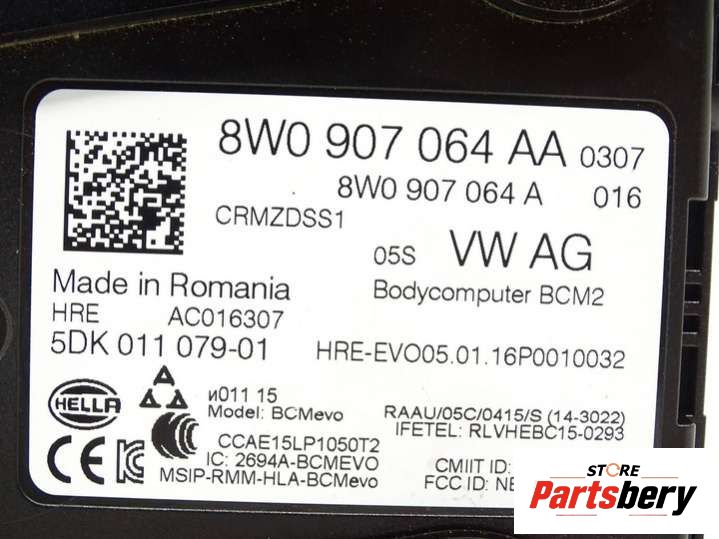 8W0 907 064 AA 0307
8W0 907 064 A 016
CRMZDSS1
05S VW AG
Made in Romania
Bodycomputer BCM2
HRE AC016307
5DK 011 079-01 HRE-EVO05.01.16P0010032
HELLA
и011 15
Model: BCMevo
RAAU/05C/0415/S (14-3022)
IFETEL: RLVHEBC15-0293
CCAE15LP1050T2
IC: 2694A-BCMEVO
MSIP-RMM-HLA-BCMevo
CMIIT ID:
FCC ID:
STORE
Partsbery